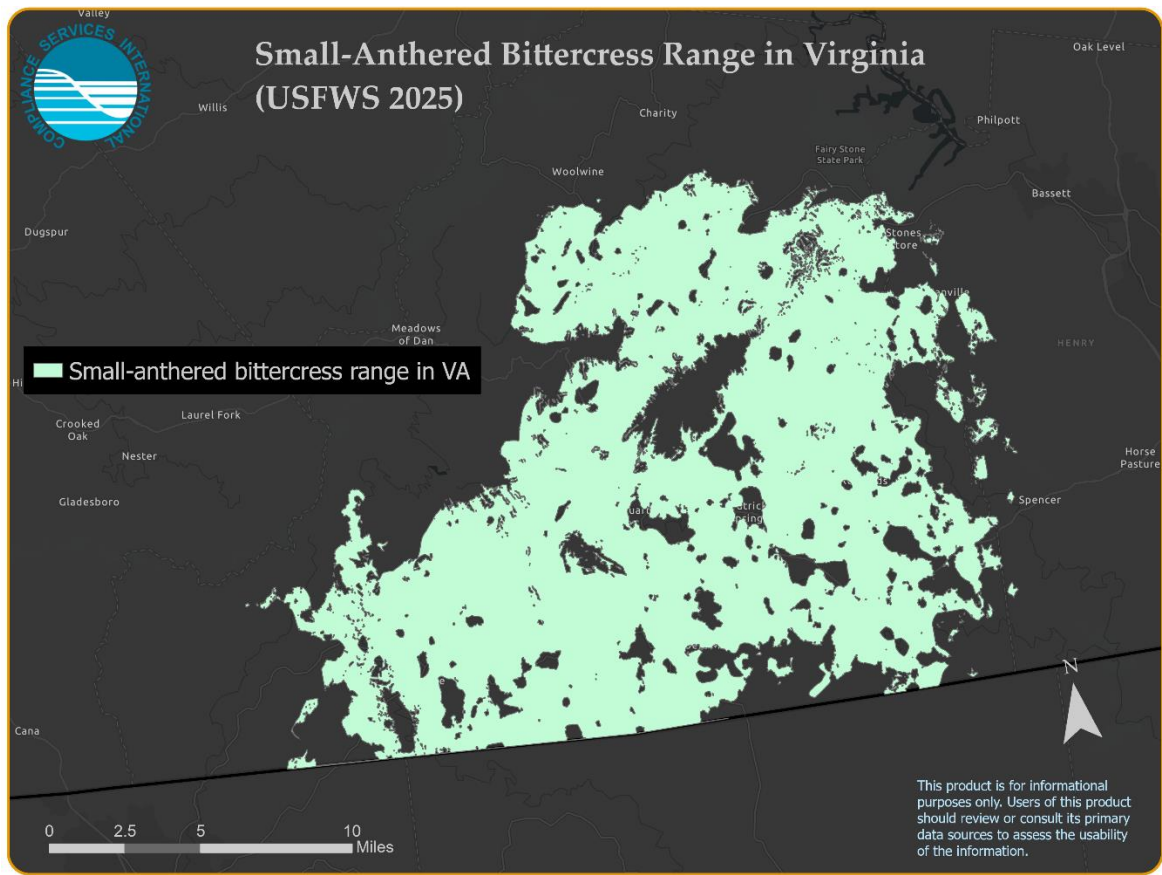 Valley
COMPLIANCE SERVICES INTERNATIONAL
Small-Anthered Bittercress Range in Virginia
(USFWS 2025)
Oak Level
Willis
Charity
Philpott
Fairy Stone
State Park
Woolwine
Bassett
Dugspur
Stones
Store
Meadows
of Dan
HENRY
Small-anthered bittercress range in VA
Laurel Fork
Crooked
Oak
Nester
Horse
Pasture
Gladesboro
Spencer
N
Cana
This product is for informational
purposes only. Users of this product
should review or consult its primary
data sources to assess the usability
of the information.
0 2.5 5 10
Miles